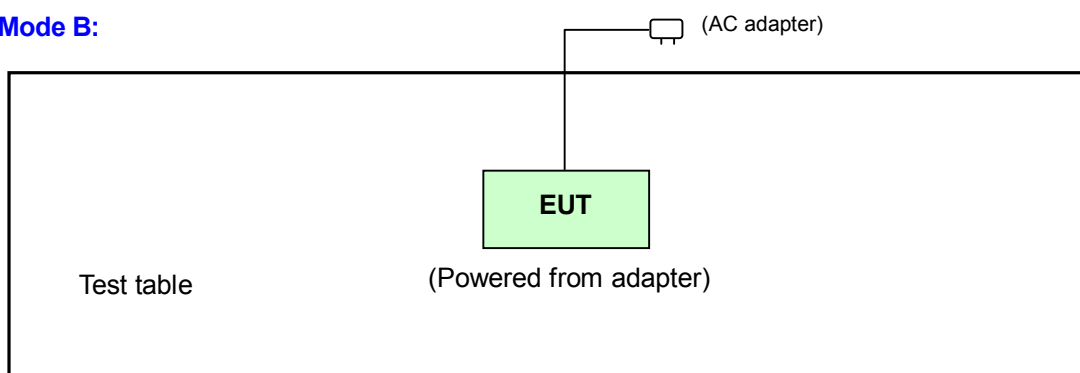 Mode B:
(AC adapter)
EUT
(Powered from adapter)
Test table